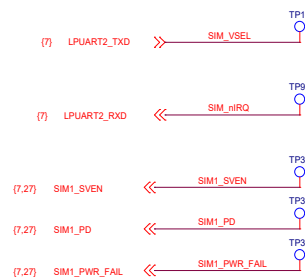 TP1
{7} LPUART2_TXD SIM_VSEL
TP9
{7} LPUART2_RXD SIM_nIRQ
TP3
{7,27} SIM1_SVEN SIM1_SVEN
TP3
{7,27} SIM1_PD SIM1_PD
TP3
{7,27} SIM1_PWR_FAIL SIM1_PWR_FAIL